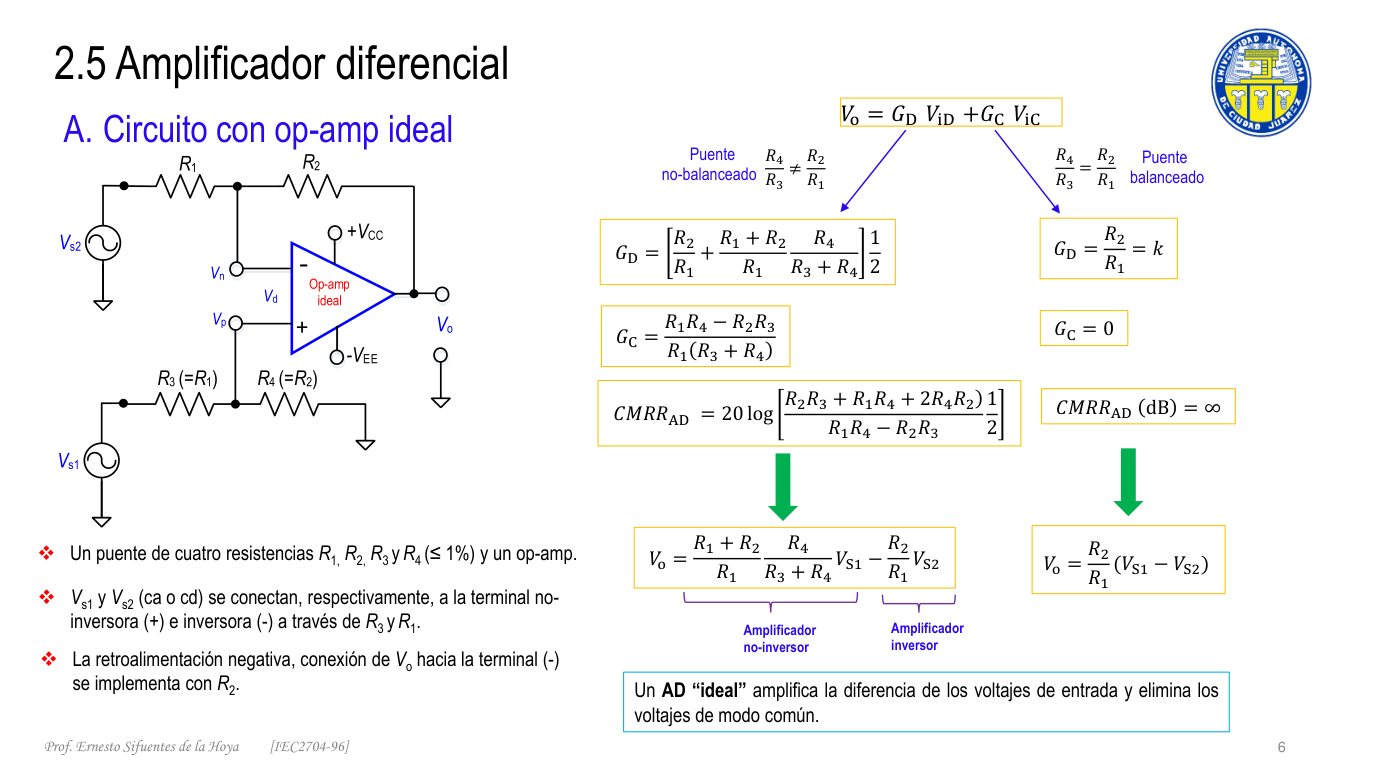 2.5 Amplificador diferencial
A. Circuito con op-amp ideal
R1
R2
Vs2
+VCC
Vn
-
Op-amp
ideal
Vd
Vp
+
Vo
-VEE
R3 (=R1)
R4 (=R2)
Vs1
❖ Un puente de cuatro resistencias R1, R2, R3 y R4 (≤ 1%) y un op-amp.
❖ Vs1 y Vs2 (ca o cd) se conectan, respectivamente, a la terminal no-
inversora (+) e inversora (-) a través de R3 y R1.
❖ La retroalimentación negativa, conexión de Vo hacia la terminal (-)
se implementa con R2.
Vo = GD ViD +GC ViC
Puente
no-balanceado
R4/R3 ≠ R2/R1
R4/R3 = R2/R1
Puente
balanceado
GD = [R2/R1 + (R1 + R2)/R1 R4/(R3 + R4)] 1/2
GD = R2/R1 = k
GC = (R1R4 − R2R3)/(R1(R3 + R4))
GC = 0
CMRRAD = 20 log [(R2R3 + R1R4 + 2R4R2)/(R1R4 − R2R3) 1/2]
CMRRAD (dB) = ∞
Vo = (R1 + R2)/R1 R4/(R3 + R4) VS1 − R2/R1 VS2
Vo = R2/R1 (VS1 − VS2)
Amplificador
no-inversor
Amplificador
inversor
Un AD “ideal” amplifica la diferencia de los voltajes de entrada y elimina los
voltajes de modo común.
UNIVERSIDAD AUTONOMA
DE CIUDAD JUAREZ
Prof. Ernesto Sifuentes de la Hoya [IEC2704-96]
6